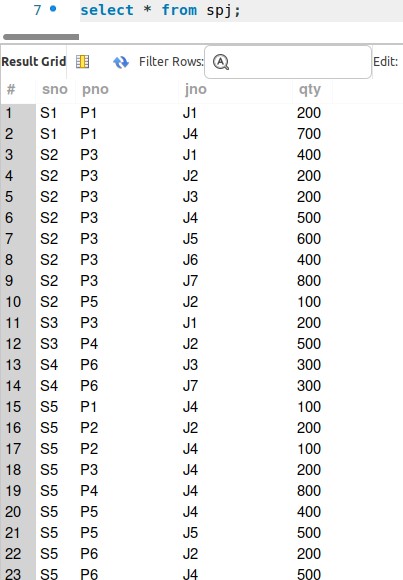 7 select * from spj;
Result Grid Filter Rows: Edit:
# sno pno jno qty
1 S1 P1 J1 200
2 S1 P1 J4 700
3 S2 P3 J1 400
4 S2 P3 J2 200
5 S2 P3 J3 200
6 S2 P3 J4 500
7 S2 P3 J5 600
8 S2 P3 J6 400
9 S2 P3 J7 800
10 S2 P5 J2 100
11 S3 P3 J1 200
12 S3 P4 J2 500
13 S4 P6 J3 300
14 S4 P6 J7 300
15 S5 P1 J4 100
16 S5 P2 J2 200
17 S5 P2 J4 100
18 S5 P3 J4 200
19 S5 P4 J4 800
20 S5 P5 J4 400
21 S5 P5 J5 500
22 S5 P6 J2 200
23 S5 P6 J4 500